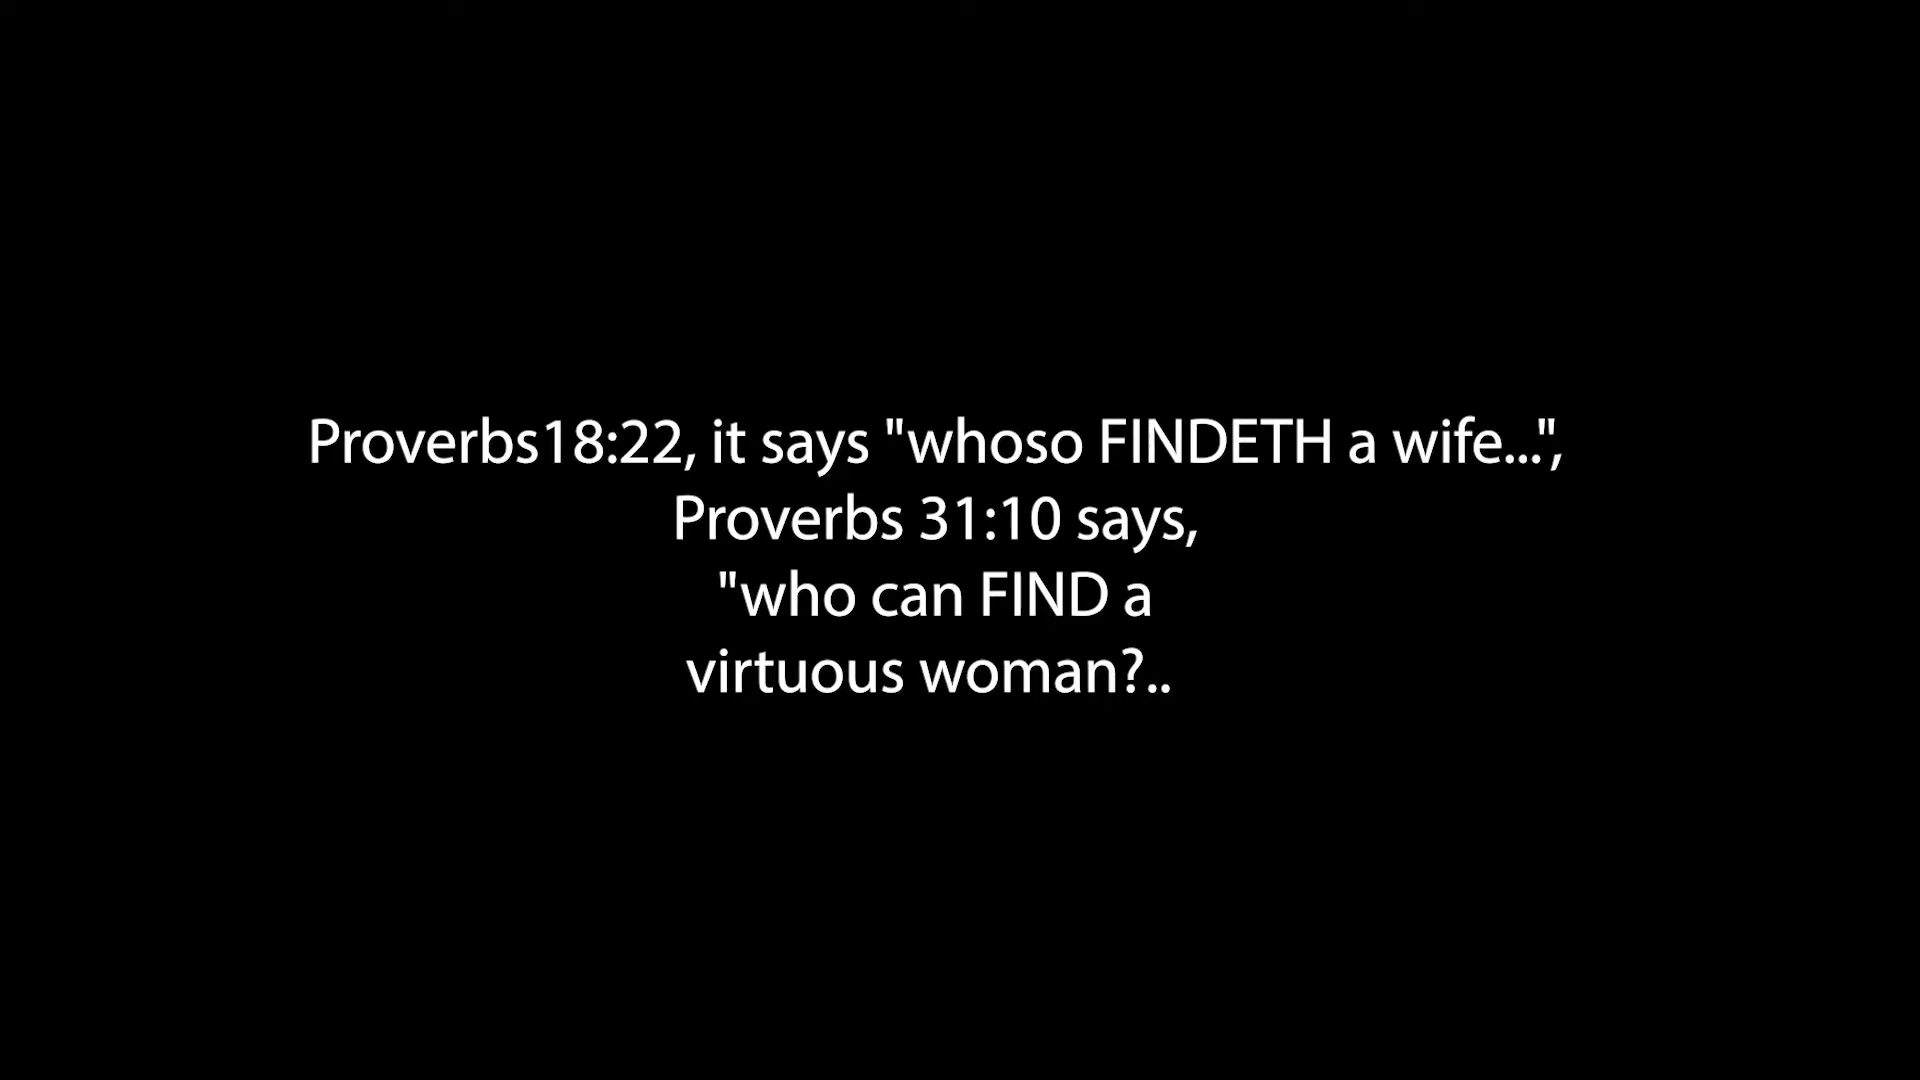 Proverbs18:22, it says "whoso FINDETH a wife...",
Proverbs 31:10 says,
"who can FIND a
virtuous woman?..